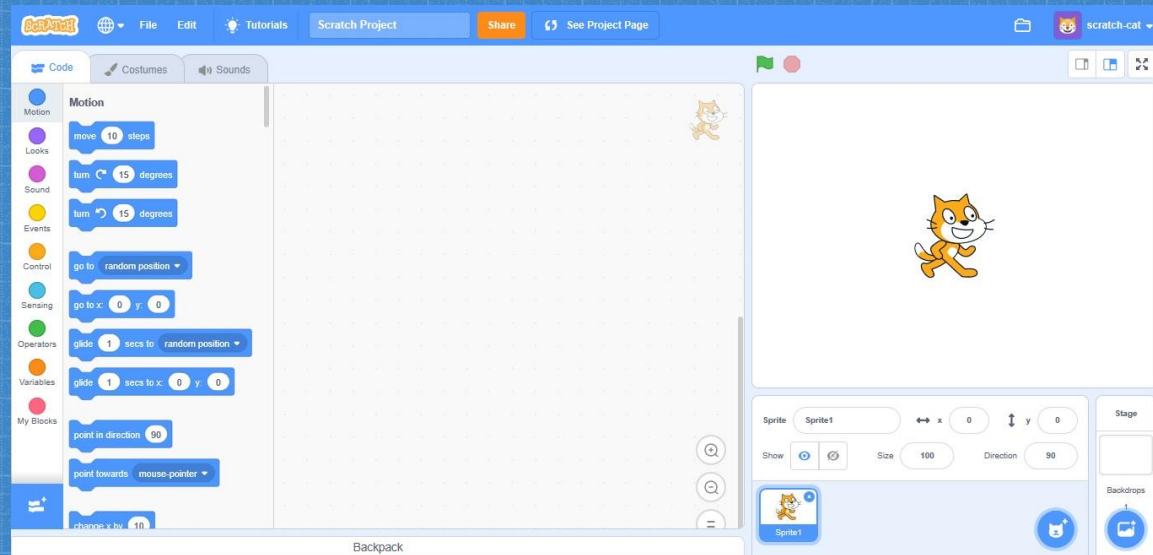 SCRATCH File Edit Tutorials Scratch Project Share See Project Page scratch-cat
Code Costumes Sounds
Motion
Looks
Sound
Events
Control
Sensing
Operators
Variables
My Blocks
Motion
move 10 steps
turn 15 degrees
turn 15 degrees
go to random position
go to x: 0 y: 0
glide 1 secs to random position
glide 1 secs to x: 0 y: 0
point in direction 90
point towards mouse-pointer
change x by 10
Backpack
Sprite Sprite1 x 0 y 0
Show Size 100 Direction 90
Sprite1
Stage
Backdrops
1